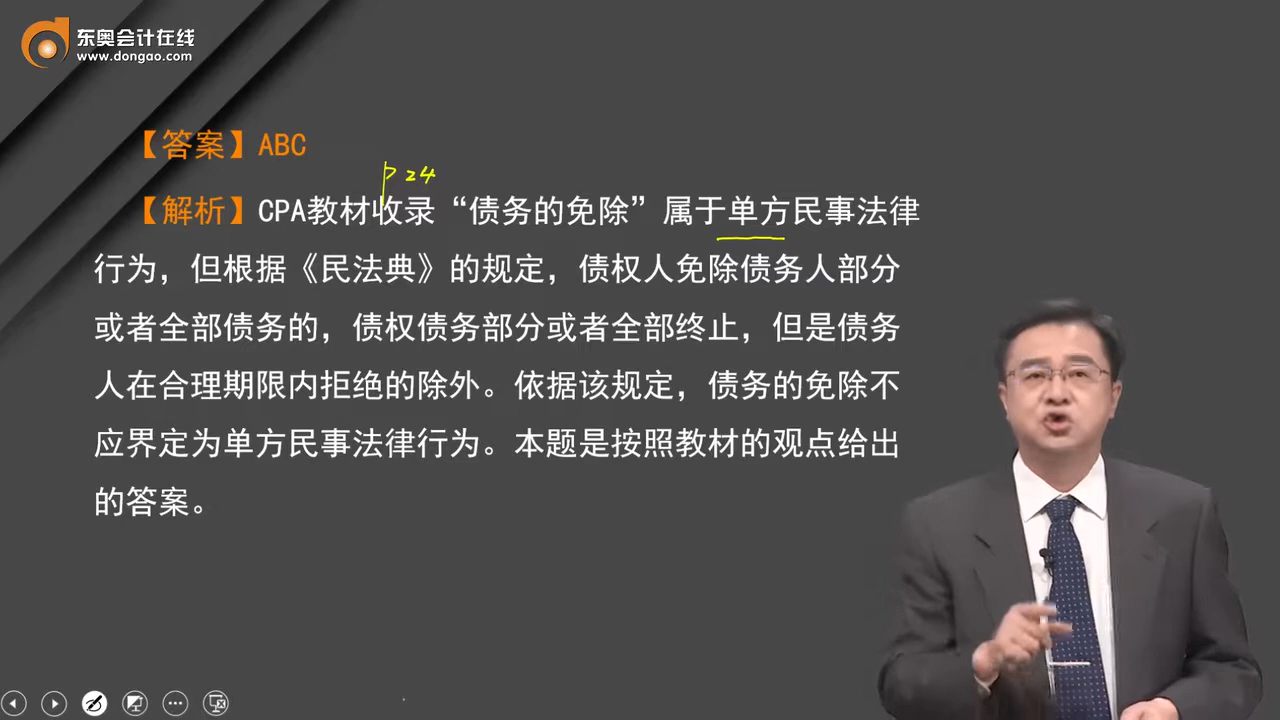 东奥会计在线
www.dongao.com
【答案】ABC
P24
【解析】CPA教材收录“债务的免除”属于单方民事法律
行为，但根据《民法典》的规定，债权人免除债务人部分
或者全部债务的，债权债务部分或者全部终止，但是债务
人在合理期限内拒绝的除外。依据该规定，债务的免除不
应界定为单方民事法律行为。本题是按照教材的观点给出
的答案。